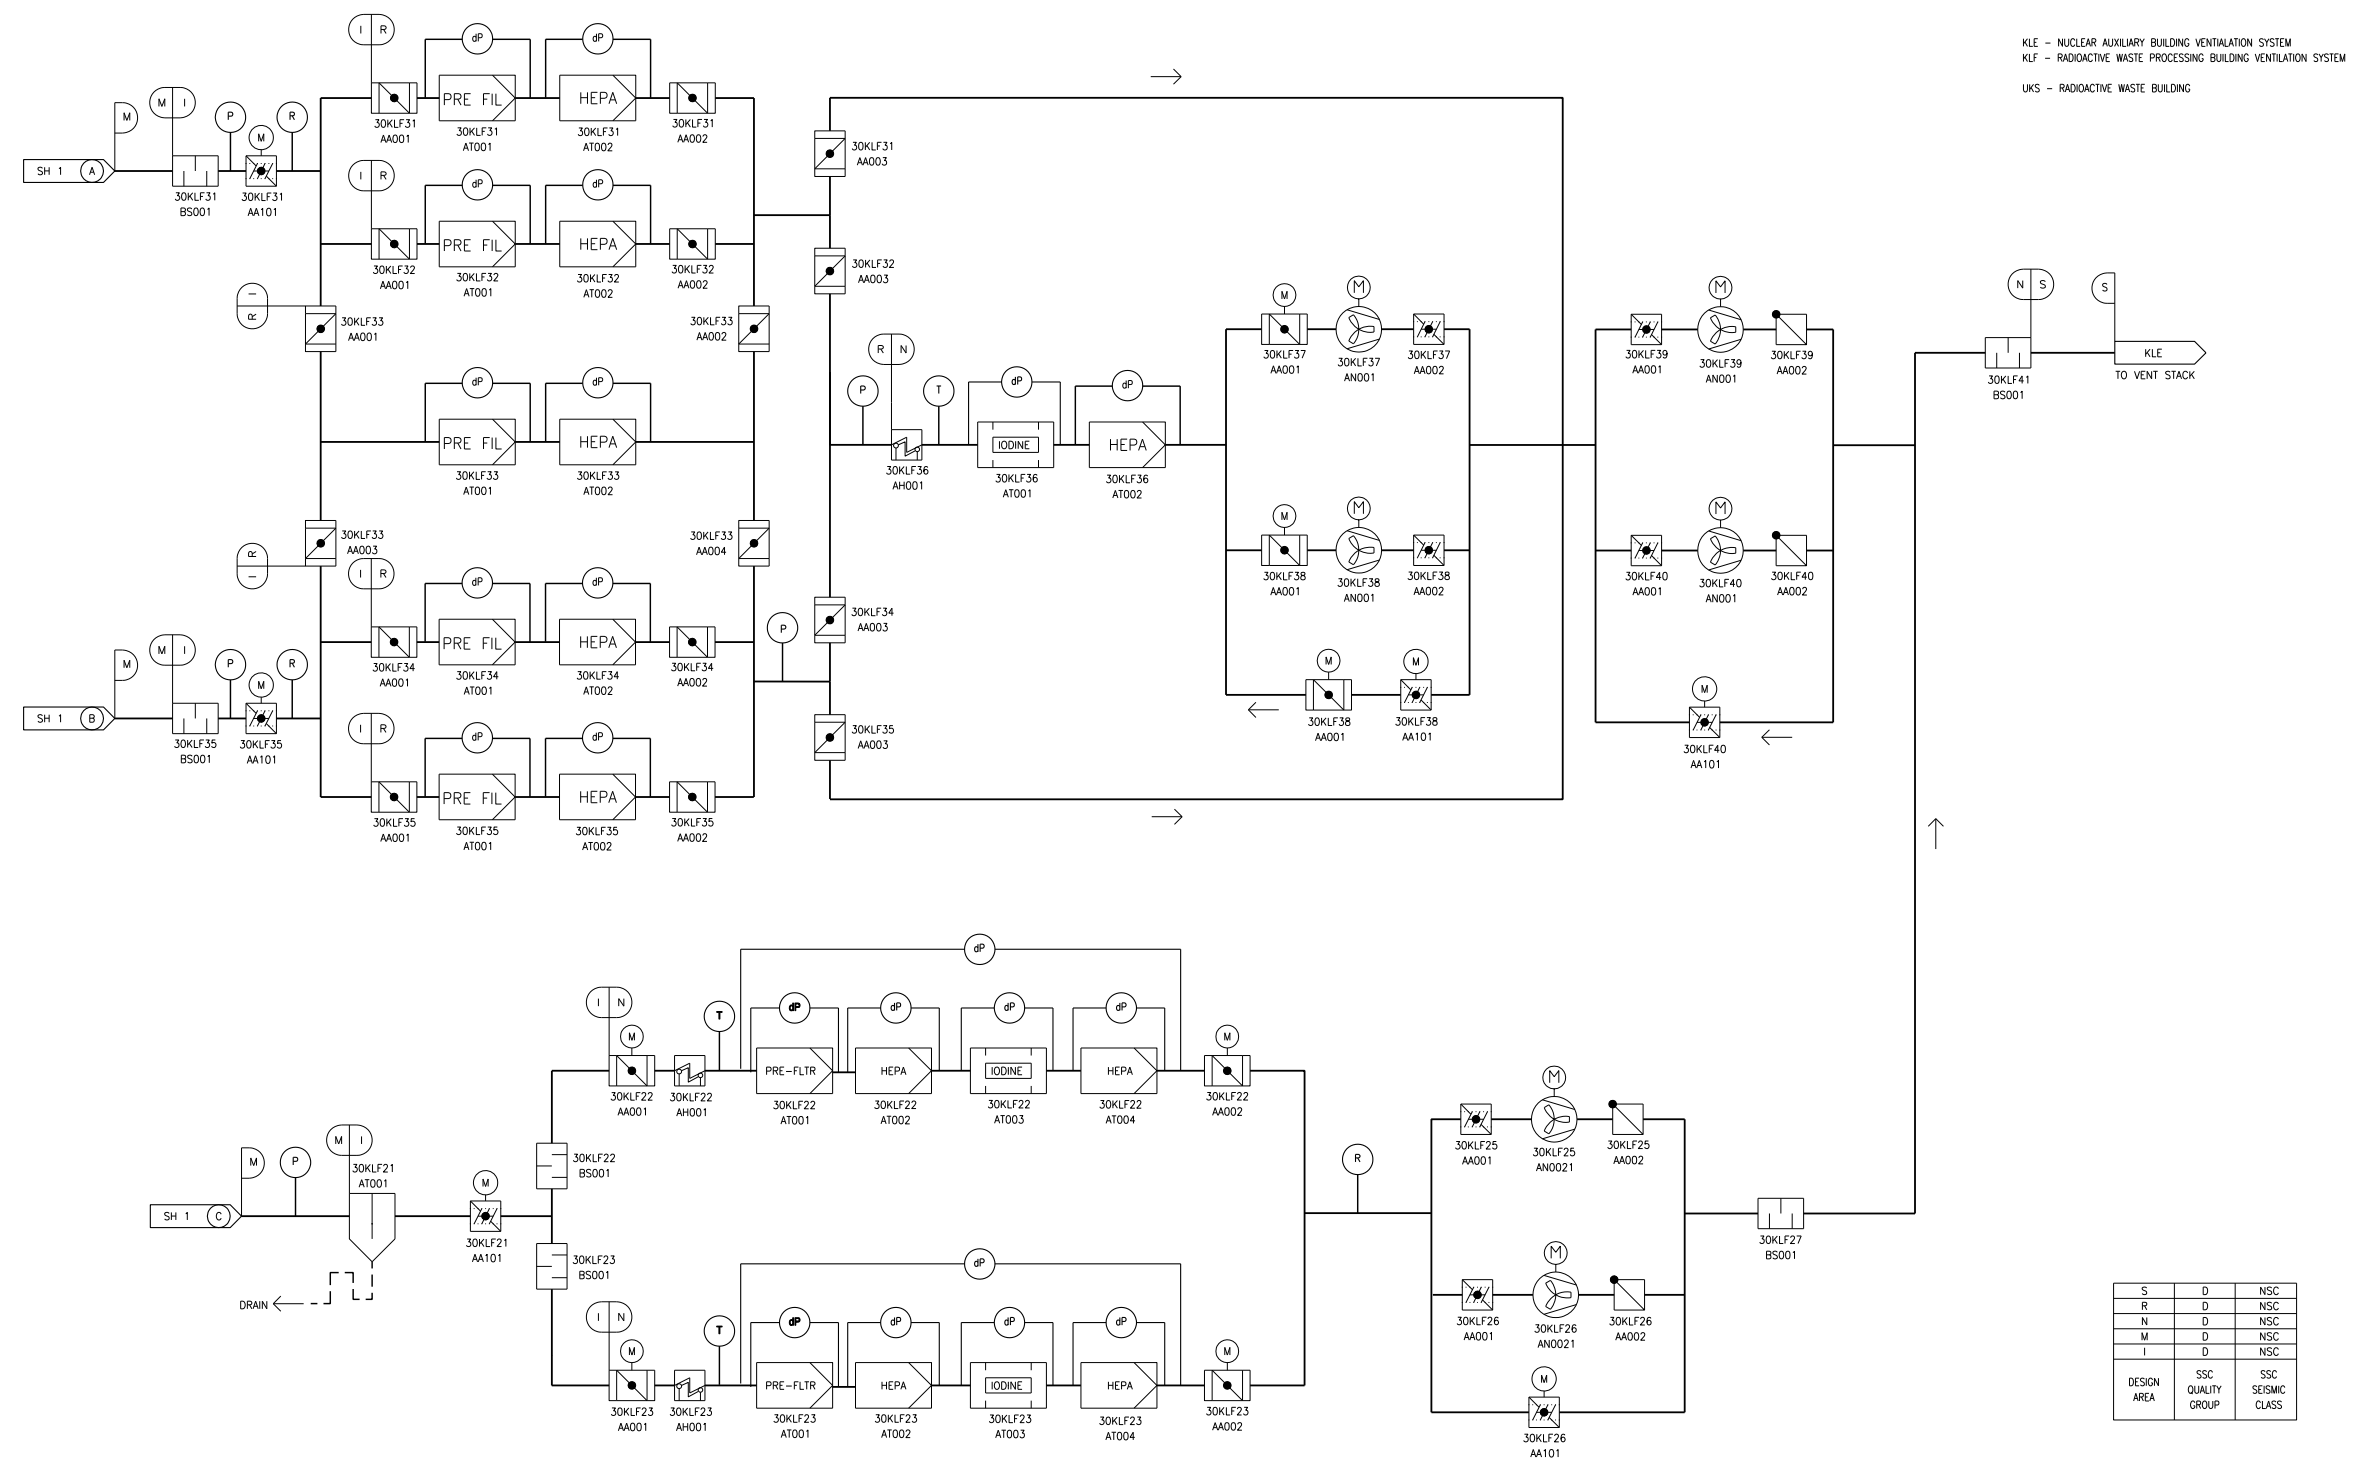 KLE – NUCLEAR AUXILIARY BUILDING VENTIALATION SYSTEM
KLF – RADIOACTIVE WASTE PROCESSING BUILDING VENTILATION SYSTEM
UKS – RADIOACTIVE WASTE BUILDING
I R
dP
dP
M
M I
P
M
R
SH 1 A
30KLF31
BS001
30KLF31
AA101
30KLF31
AA001
PRE FIL
30KLF31
AT001
HEPA
30KLF31
AT002
30KLF31
AA002
30KLF31
AA003
I R
dP
dP
30KLF32
AA001
PRE FIL
30KLF32
AT001
HEPA
30KLF32
AT002
30KLF32
AA002
30KLF32
AA003
R I
30KLF33
AA001
30KLF33
AA002
dP
dP
PRE FIL
30KLF33
AT001
HEPA
30KLF33
AT002
I R
30KLF33
AA003
30KLF33
AA004
I R
dP
dP
30KLF34
AA001
PRE FIL
30KLF34
AT001
HEPA
30KLF34
AT002
30KLF34
AA002
P
30KLF34
AA003
M
M I
P
M
R
SH 1 B
30KLF35
BS001
30KLF35
AA101
I R
dP
dP
30KLF35
AA001
PRE FIL
30KLF35
AT001
HEPA
30KLF35
AT002
30KLF35
AA002
30KLF35
AA003
P
R N
T
dP
dP
30KLF36
AH001
IODINE
30KLF36
AT001
HEPA
30KLF36
AT002
M
M
30KLF37
AA001
30KLF37
AN001
30KLF37
AA002
M
M
30KLF38
AA001
30KLF38
AN001
30KLF38
AA002
M
M
30KLF38
AA001
30KLF38
AA101
M
30KLF39
AA001
30KLF39
AN001
30KLF39
AA002
M
30KLF40
AA001
30KLF40
AN001
30KLF40
AA002
M
30KLF40
AA101
N S
S
30KLF41
BS001
KLE
TO VENT STACK
dP
I N
M
T
dP
dP
dP
dP
M
30KLF22
AA001
30KLF22
AH001
PRE–FLTR
30KLF22
AT001
HEPA
30KLF22
AT002
IODINE
30KLF22
AT003
HEPA
30KLF22
AT004
30KLF22
AA002
M
P
M I
30KLF21
AT001
SH 1 C
DRAIN
M
30KLF21
AA101
30KLF22
BS001
30KLF23
BS001
dP
I N
M
T
dP
dP
dP
dP
M
30KLF23
AA001
30KLF23
AH001
PRE–FLTR
30KLF23
AT001
HEPA
30KLF23
AT002
IODINE
30KLF23
AT003
HEPA
30KLF23
AT004
30KLF23
AA002
R
M
30KLF25
AA001
30KLF25
AN0021
30KLF25
AA002
M
30KLF26
AA001
30KLF26
AN0021
30KLF26
AA002
M
30KLF26
AA101
30KLF27
BS001
S D NSC
R D NSC
N D NSC
M D NSC
I D NSC
DESIGN
AREA
SSC
QUALITY
GROUP
SSC
SEISMIC
CLASS